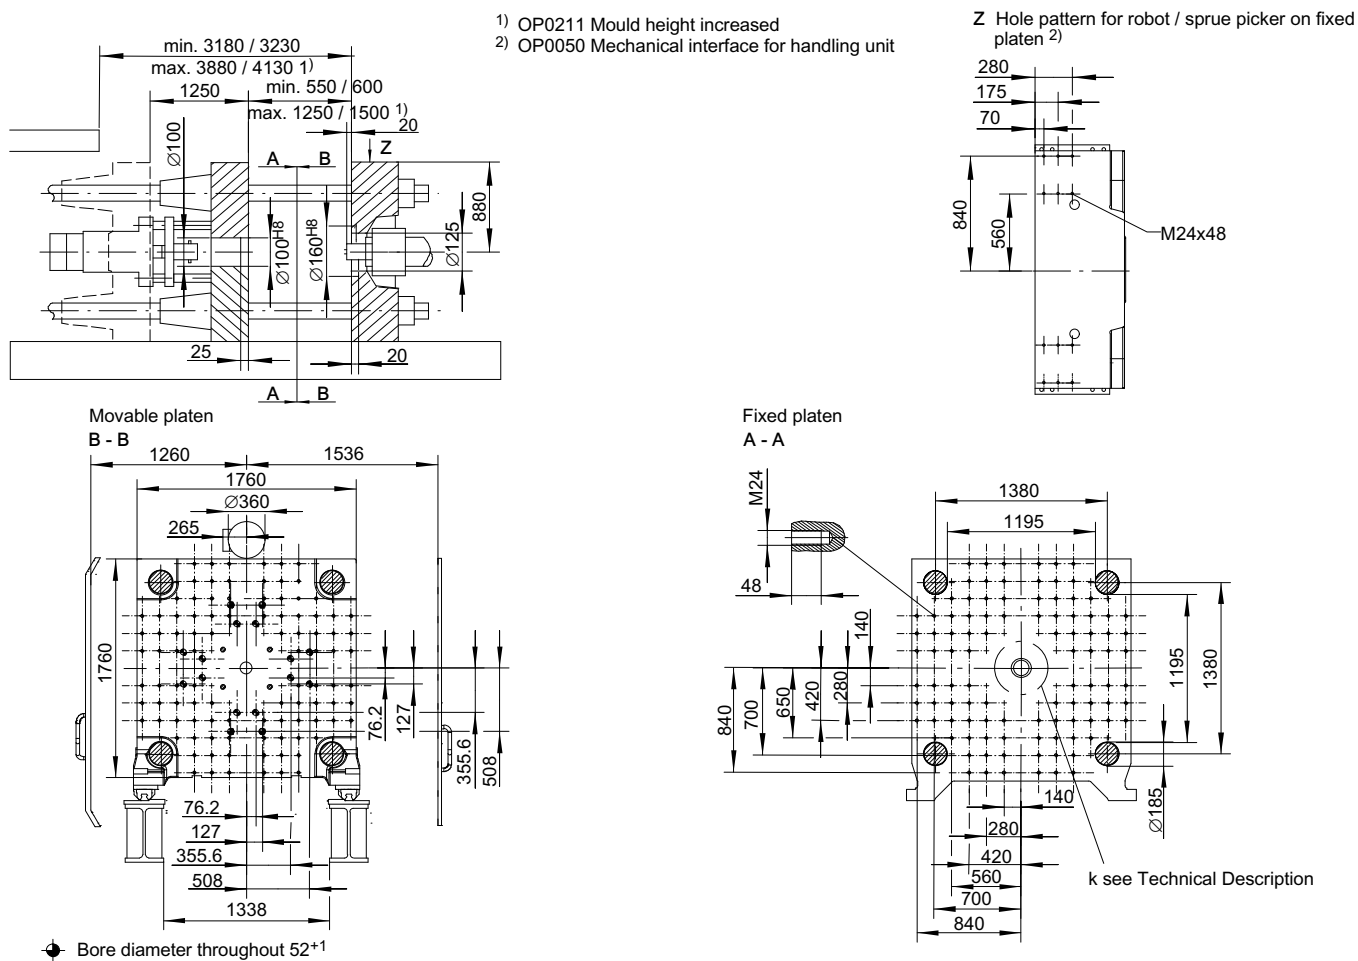 1) OP0211 Mould height increased
2) OP0050 Mechanical interface for handling unit
Z Hole pattern for robot / sprue picker on fixed
platen 2)
min. 3180 / 3230
max. 3880 / 4130 1)
min. 550 / 600
1250
max. 1250 / 1500 1)
20
Ø100
A B
Z
880
Ø100H8
Ø160H8
Ø125
25
20
A B
280
175
70
840
560
M24x48
Movable platen
B - B
1260
1536
1760
Ø360
265
1760
76.2
127
355.6
508
76.2
127
355.6
508
1338
Bore diameter throughout 52+1
Fixed platen
A - A
M24
48
1380
1195
140
280
420
650
700
840
1195
1380
Ø185
140
280
420
560
700
840
k see Technical Description